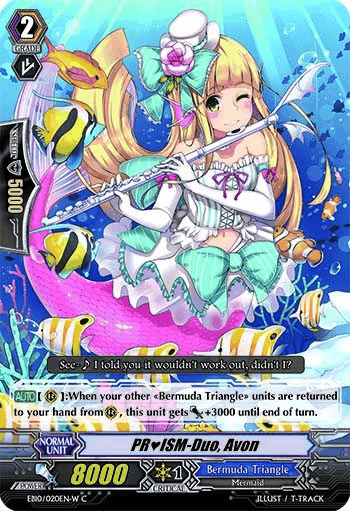 2
GRADE
SHIELD
5000
See-♪ I told you it wouldn't work out, didn't I?
AUTO [ ]:When your other «Bermuda Triangle» units are returned
to your hand from , this unit gets +3000 until end of turn.
NORMAL
UNIT
PR♥ISM-Duo, Avon
POWER
8000
1
CRITICAL
Bermuda Triangle
Mermaid
EB10/020EN-W C
ILLUST / T-TRACK